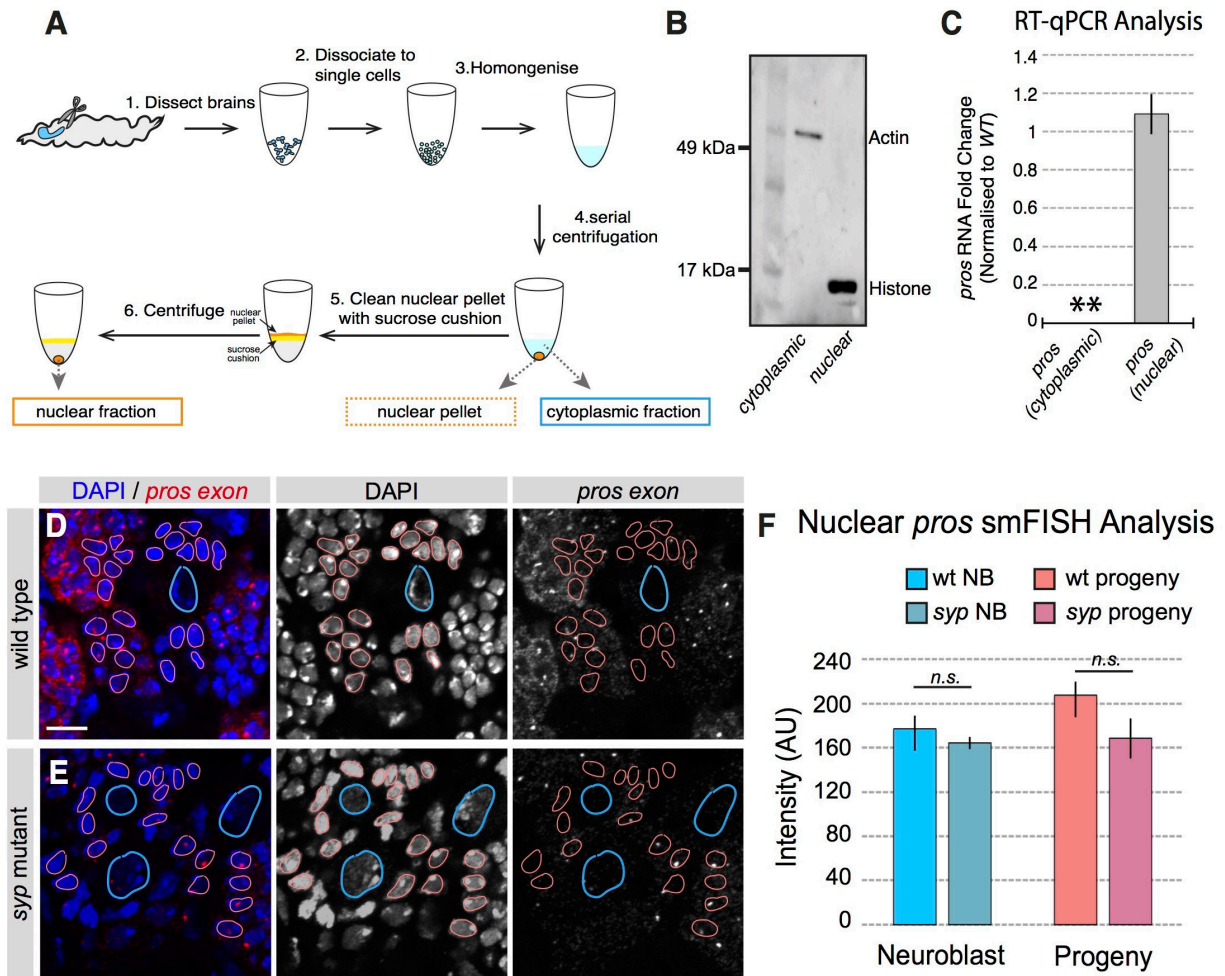 A
1. Dissect brains
2. Dissociate to
single cells
3.Homongenise
4.serial
centrifugation
5. Clean nuclear pellet
with sucrose cushion
6. Centrifuge
nuclear
pellet
sucrose
cushion
nuclear fraction
nuclear pellet
cytoplasmic fraction
B
49 kDa
17 kDa
Actin
Histone
cytoplasmic
nuclear
C
RT-qPCR Analysis
pros RNA Fold Change
(Normalised to WT)
1.4
1.2
1
0.8
0.6
0.4
0.2
0
**
pros
(cytoplasmic)
pros
(nuclear)
DAPI / pros exon
DAPI
pros exon
wild type
D
syp mutant
E
F
Nuclear pros smFISH Analysis
wt NB
wt progeny
syp NB
syp progeny
Intensity (AU)
240
200
160
120
80
40
0
n.s.
n.s.
Neuroblast
Progeny